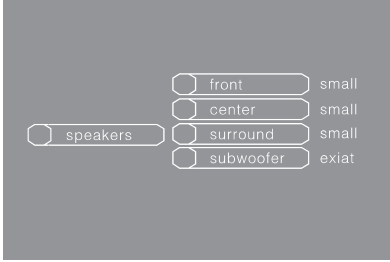 front small
center small
speakers surround small
subwoofer exiat